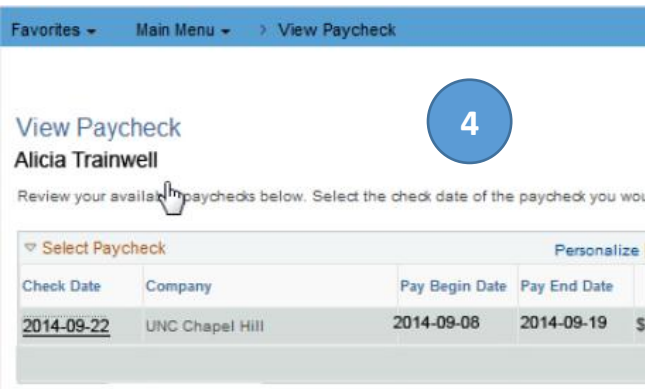 Favorites Main Menu > View Paycheck
4
View Paycheck
Alicia Trainwell
Review your paychecks below. Select the check date of the paycheck you
Select Paycheck Personalize
Check Date Company Pay Begin Date Pay End Date
2014-09-22 UNC Chapel Hill 2014-09-08 2014-09-19 $